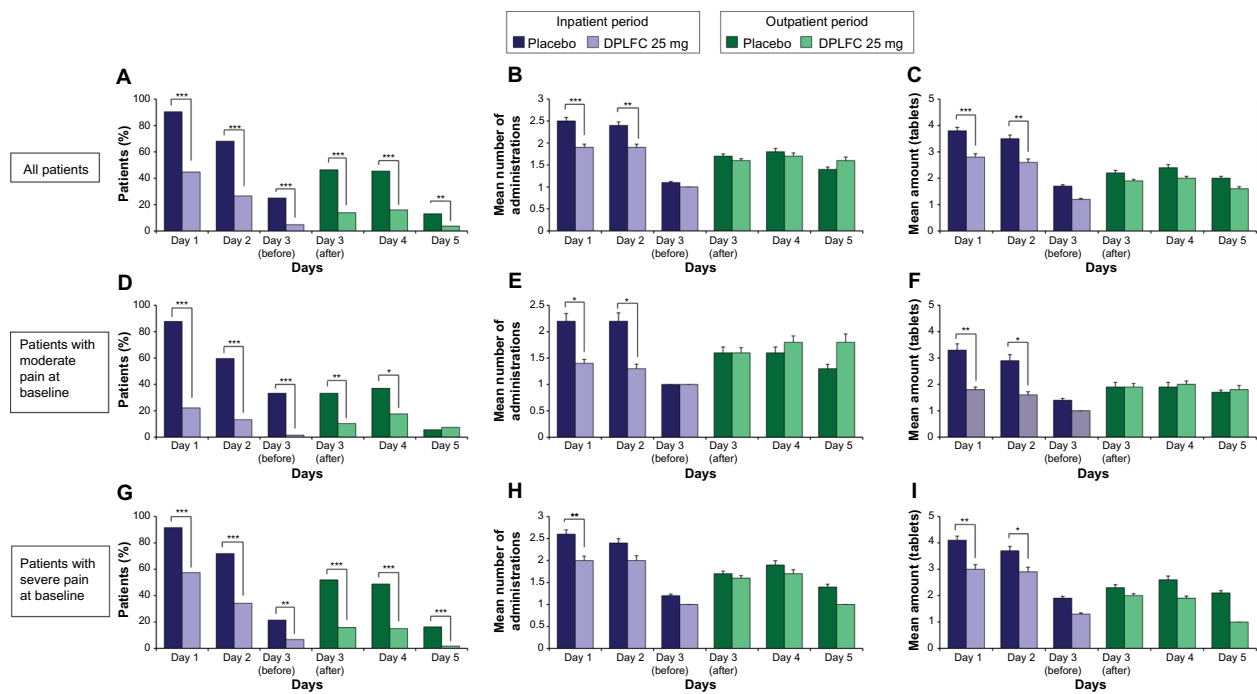 Inpatient period
Placebo DPLFC 25 mg
Outpatient period
Placebo DPLFC 25 mg
All patients
A
Patients (%)
100
80
60
40
20
0
***
***
***
***
***
**
Day 1 Day 2 Day 3 Day 3 Day 4 Day 5
(before) (after)
Days
B
Mean number of
administrations
3
2.5
2
1.5
1
0.5
0
***
**
Day 1 Day 2 Day 3 Day 3 Day 4 Day 5
(before) (after)
Days
C
Mean amount (tablets)
5
4
3
2
1
0
***
**
Day 1 Day 2 Day 3 Day 3 Day 4 Day 5
(before) (after)
Days
Patients with
moderate pain at
baseline
D
Patients (%)
100
80
60
40
20
0
***
***
***
**
*
Day 1 Day 2 Day 3 Day 3 Day 4 Day 5
(before) (after)
Days
E
Mean number of
administrations
2.5
2
1.5
1
0.5
0
*
*
Day 1 Day 2 Day 3 Day 3 Day 4 Day 5
(before) (after)
Days
F
Mean amount (tablets)
5
4
3
2
1
0
**
*
Day 1 Day 2 Day 3 Day 3 Day 4 Day 5
(before) (after)
Days
Patients with
severe pain at
baseline
G
Patients (%)
100
80
60
40
20
0
***
***
**
***
***
***
Day 1 Day 2 Day 3 Day 3 Day 4 Day 5
(before) (after)
Days
H
Mean number of
administrations
3
2.5
2
1.5
1
0.5
0
**
Day 1 Day 2 Day 3 Day 3 Day 4 Day 5
(before) (after)
Days
I
Mean amount (tablets)
5
4
3
2
1
0
**
*
Day 1 Day 2 Day 3 Day 3 Day 4 Day 5
(before) (after)
Days